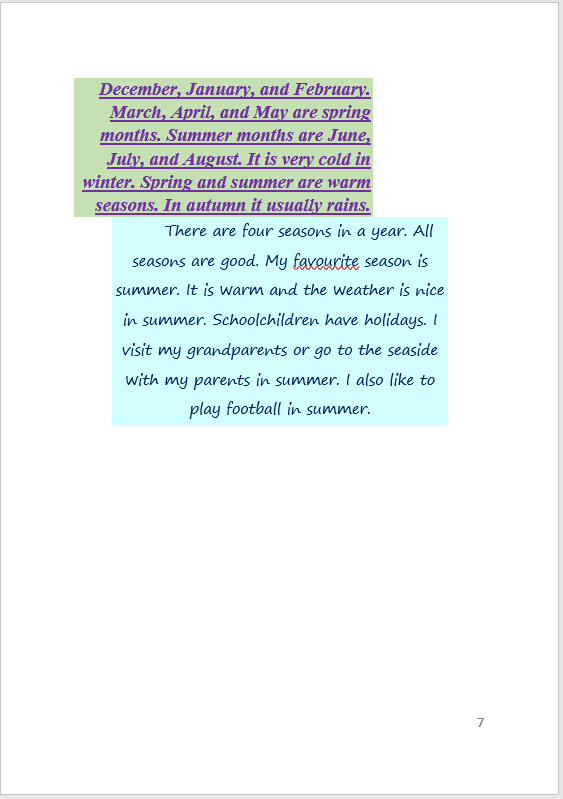 December, January, and February.
March, April, and May are spring
months. Summer months are June,
July, and August. It is very cold in
winter. Spring and summer are warm
seasons. In autumn it usually rains.
There are four seasons in a year. All
seasons are good. My favourite season is
summer. It is warm and the weather is nice
in summer. Schoolchildren have holidays. I
visit my grandparents or go to the seaside
with my parents in summer. I also like to
play football in summer.
7